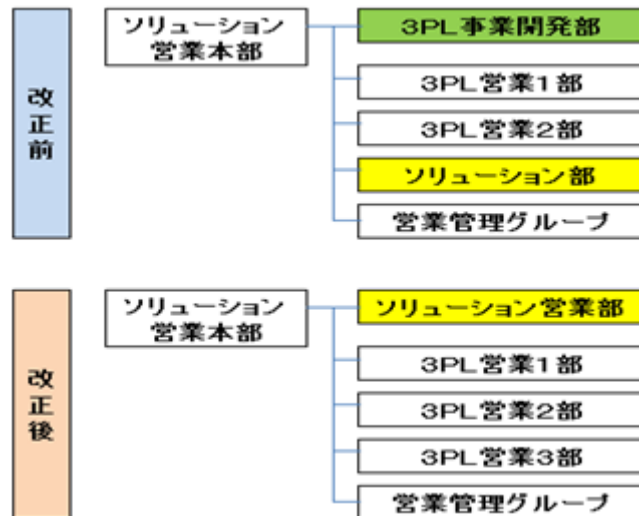 改正前
ソリューション
営業本部
3PL事業開発部
3PL営業1部
3PL営業2部
ソリューション部
営業管理グループ
改正後
ソリューション
営業本部
ソリューション営業部
3PL営業1部
3PL営業2部
3PL営業3部
営業管理グループ